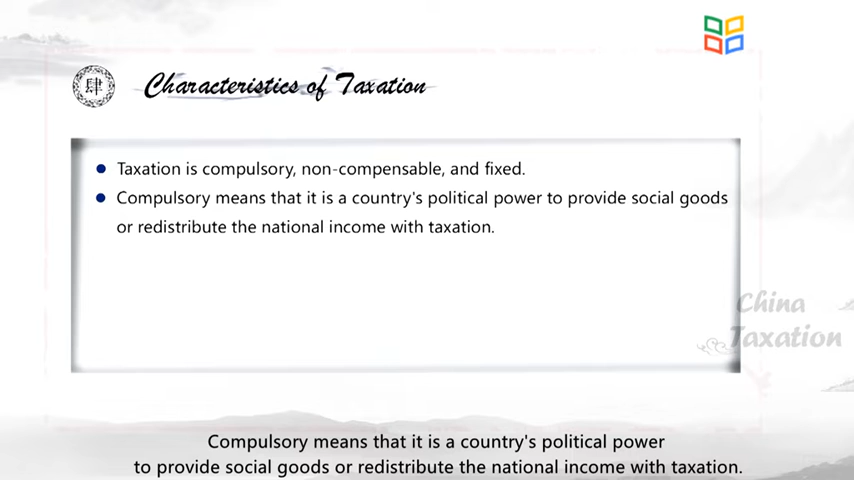 肆
Characteristics of Taxation
Taxation is compulsory, non-compensable, and fixed.
Compulsory means that it is a country's political power to provide social goods
or redistribute the national income with taxation.
China
Taxation
Compulsory means that it is a country's political power
to provide social goods or redistribute the national income with taxation.